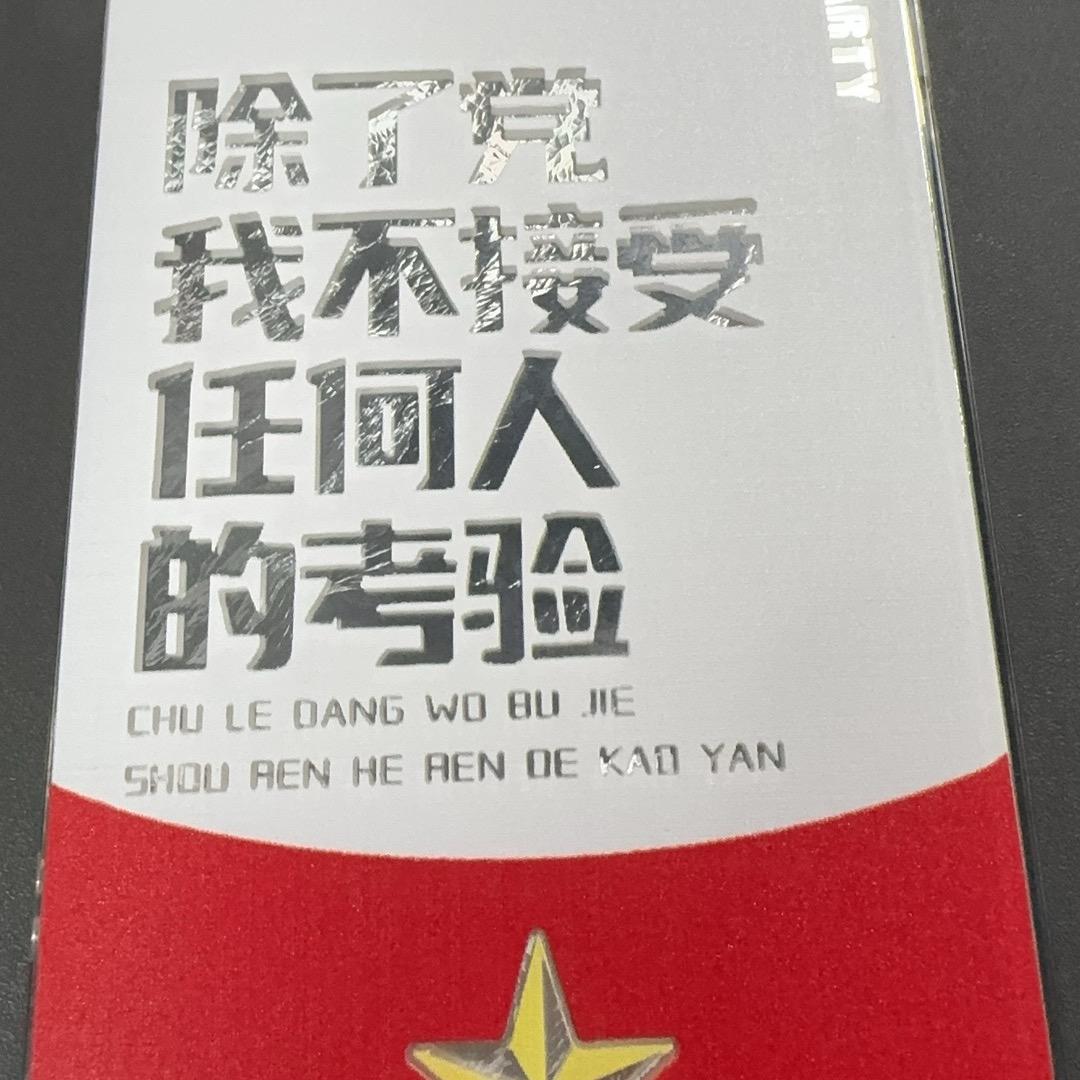 除了党
我不接受
任何人
的考验
CHU LE DANG WO BU JIE
SHOU REN HE REN DE KAO YAN